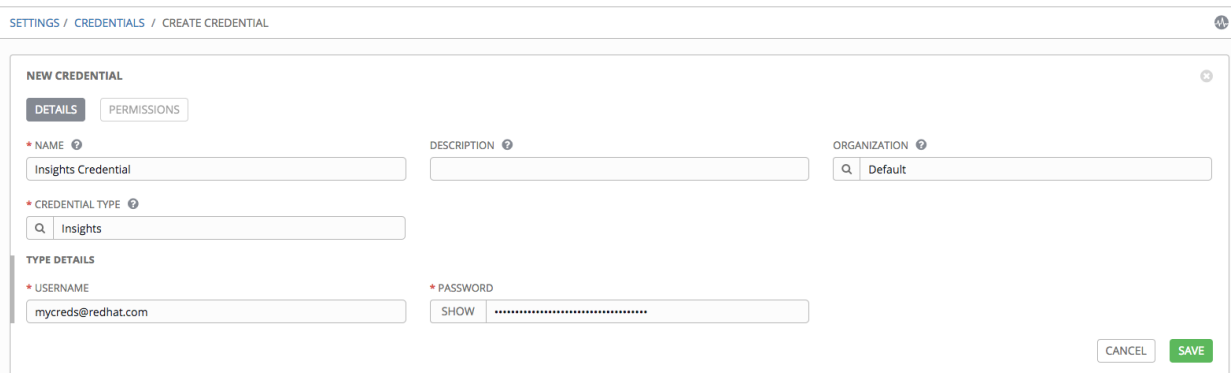 SETTINGS / CREDENTIALS / CREATE CREDENTIAL
NEW CREDENTIAL
DETAILS PERMISSIONS
* NAME ? DESCRIPTION ? ORGANIZATION ?
Insights Credential Default
* CREDENTIAL TYPE ?
Insights
TYPE DETAILS
* USERNAME * PASSWORD
mycreds@redhat.com SHOW ••••••••••••••••••••••••••••••••••••
CANCEL SAVE